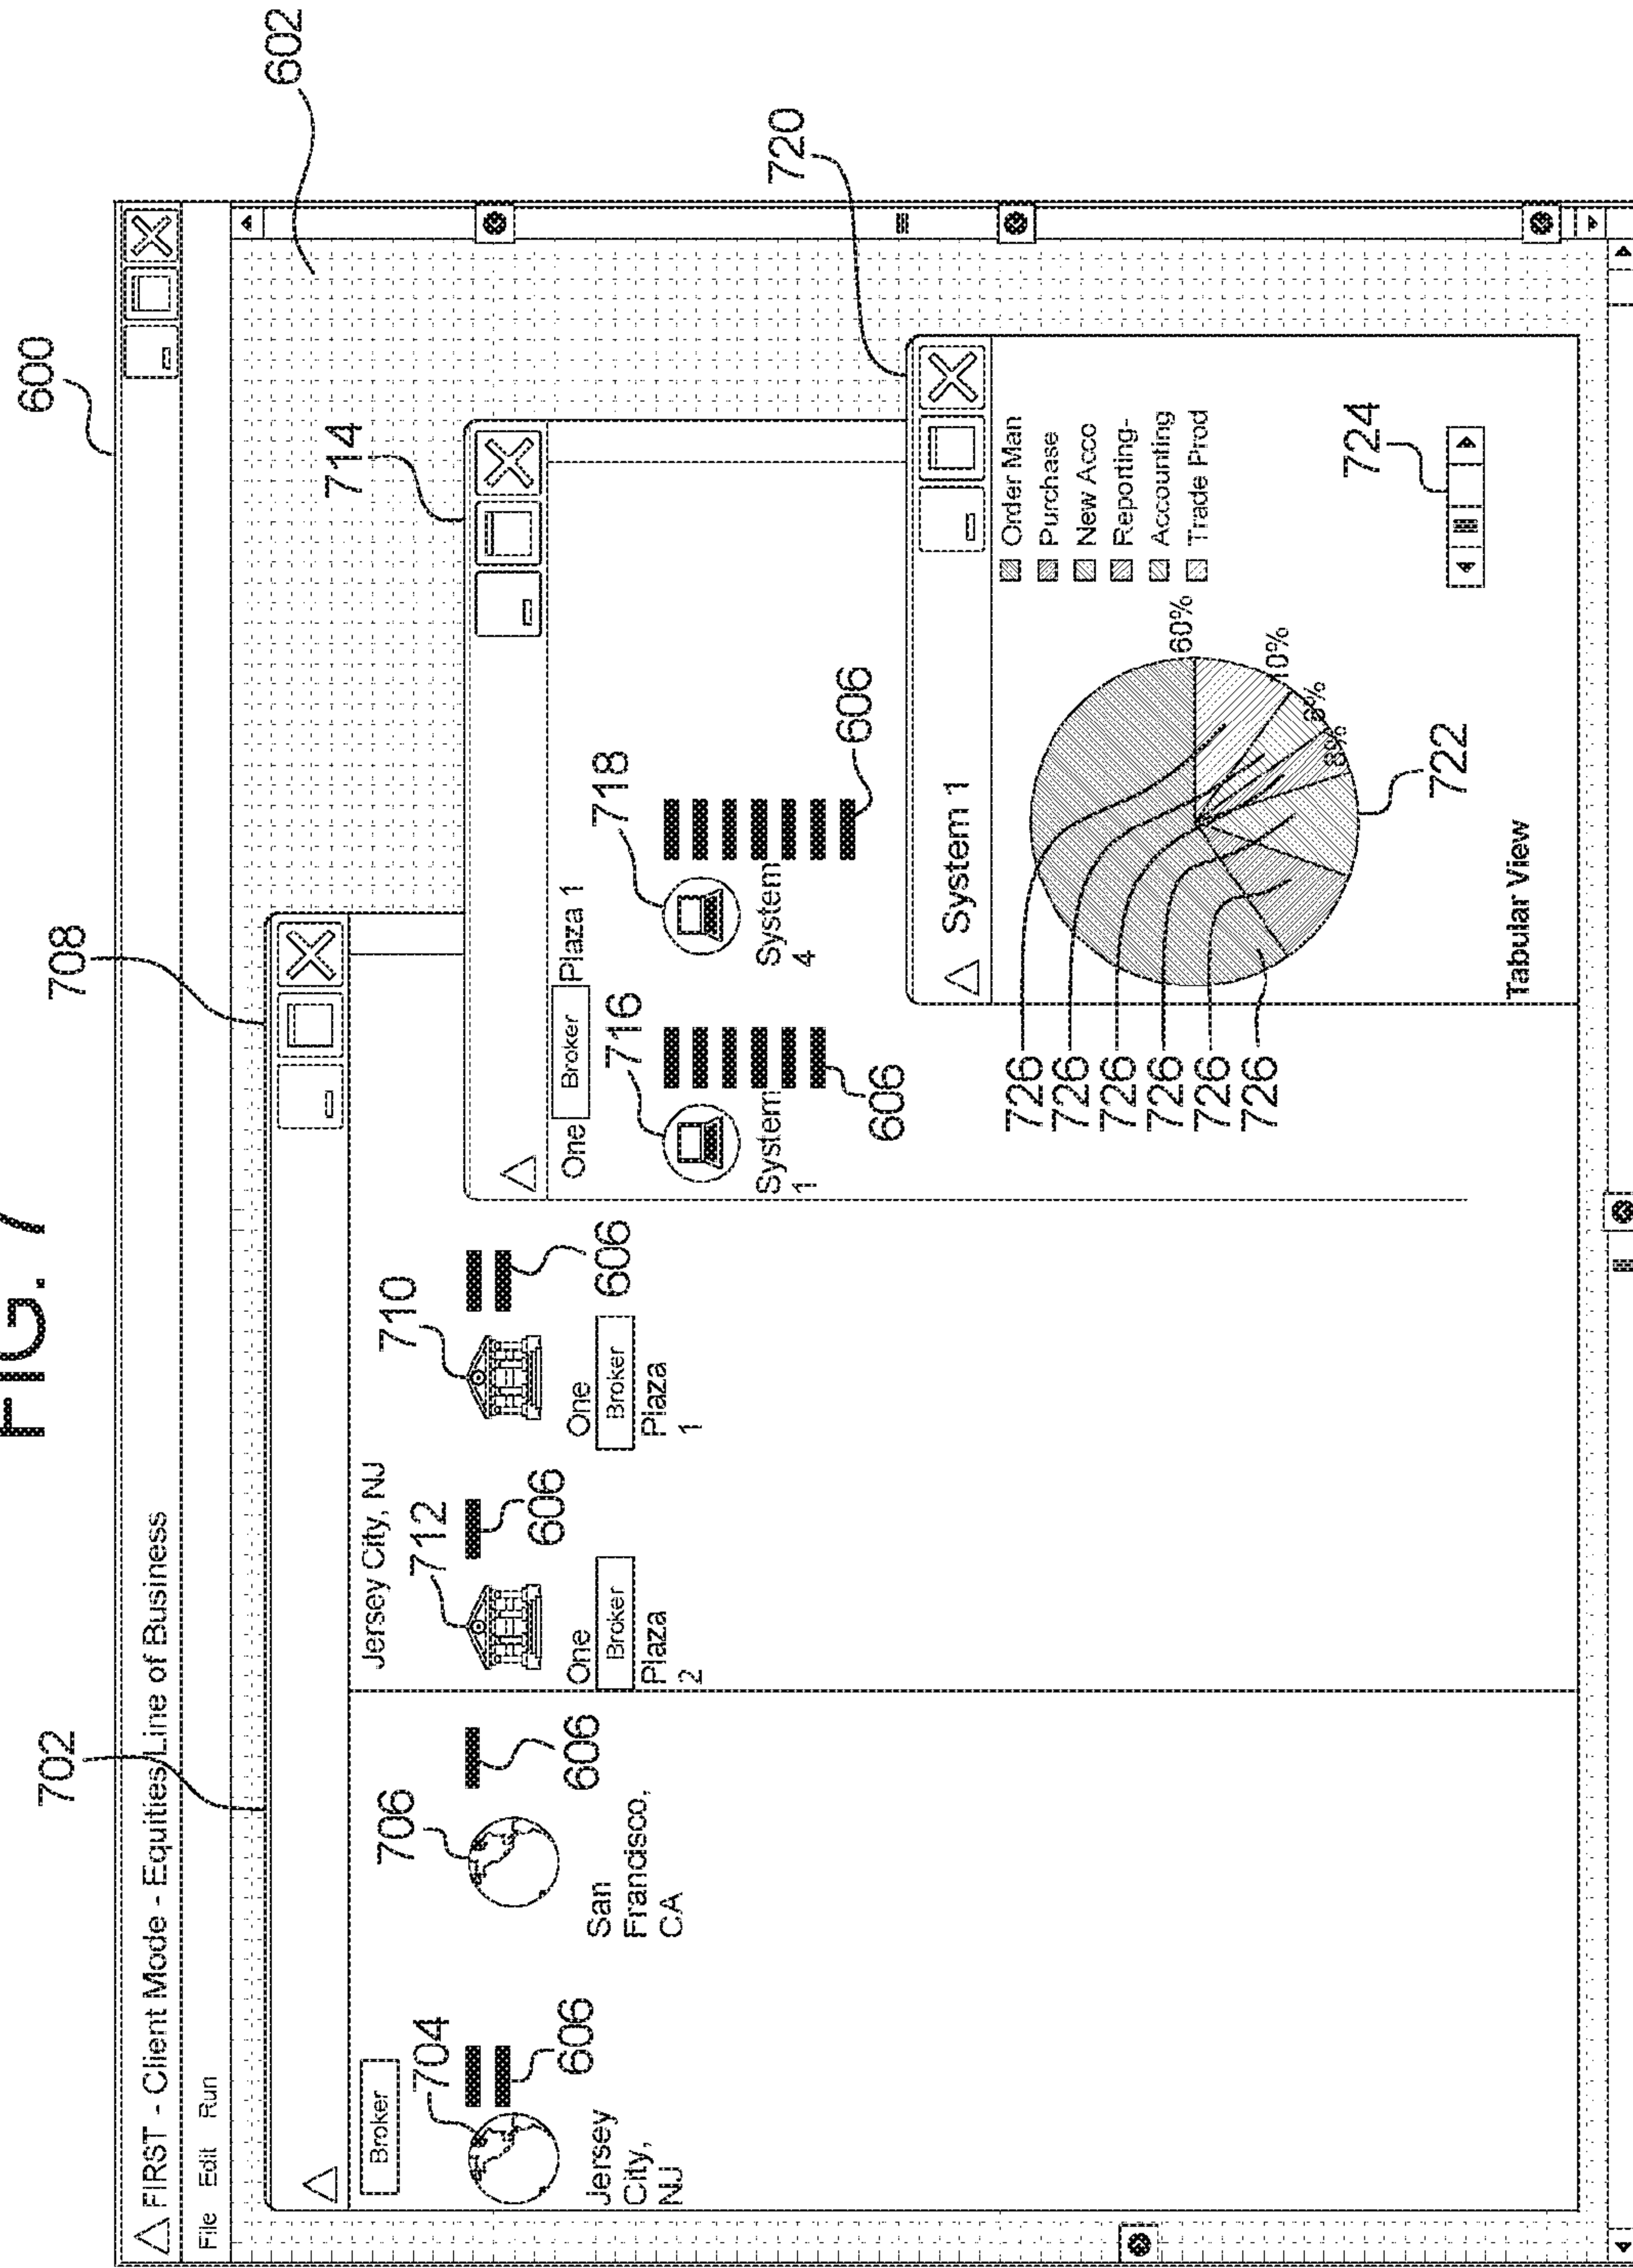 FIG. 7
600
602
FIRST - Client Mode - Equities/Line of Business
File Edit Run
702
708
714
720
Broker
704
606
Jersey
City,
NJ
706
606
San
Francisco,
CA
Jersey City, NJ
712
606
One
Broker
Plaza
2
710
606
One
Broker
Plaza
1
One Broker Plaza 1
716
606
System
1
718
606
System
4
System 1
Order Man
Purchase
New Acco
Reporting-
Accounting
Trade Prod
60%
10%
8%
722
724
726
726
726
726
726
726
Tabular View